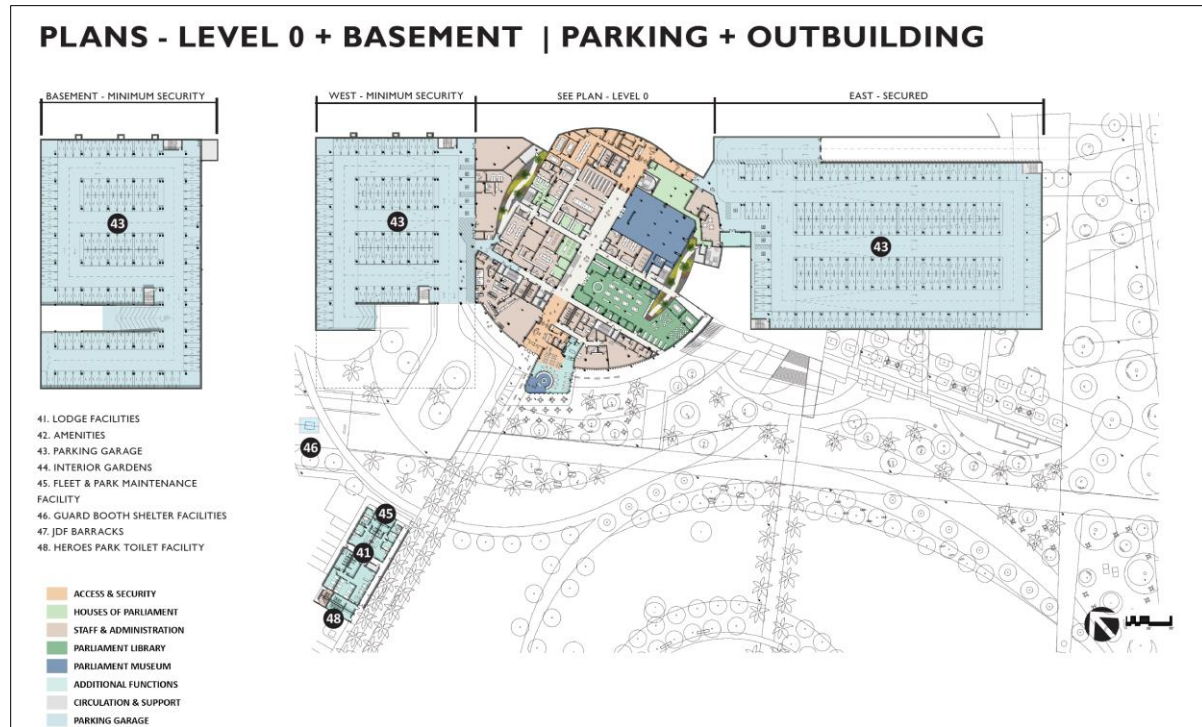 PLANS - LEVEL 0 + BASEMENT | PARKING + OUTBUILDING
BASEMENT - MINIMUM SECURITY
WEST - MINIMUM SECURITY
SEE PLAN - LEVEL 0
EAST - SECURED
43
43
43
46
45
41
48
41. LODGE FACILITIES
42. AMENITIES
43. PARKING GARAGE
44. INTERIOR GARDENS
45. FLEET & PARK MAINTENANCE
FACILITY
46. GUARD BOOTH SHELTER FACILITIES
47. JDF BARRACKS
48. HEROES PARK TOILET FACILITY
ACCESS & SECURITY
HOUSES OF PARLIAMENT
STAFF & ADMINISTRATION
PARLIAMENT LIBRARY
PARLIAMENT MUSEUM
ADDITIONAL FUNCTIONS
CIRCULATION & SUPPORT
PARKING GARAGE